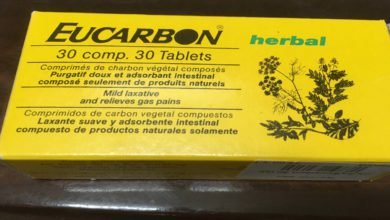 EUCARBON®
herbal
30 comp. 30 Tablets
Comprimés de charbon végétal composés
Purgatif doux et adsorbant intestinal
composé seulement de produits naturels
Mild laxative
and relieves gas pains
Comprimidos de carbon vegetal compuestos
Laxante suave y adsorbente intestinal
compuesto de productos naturales solamente